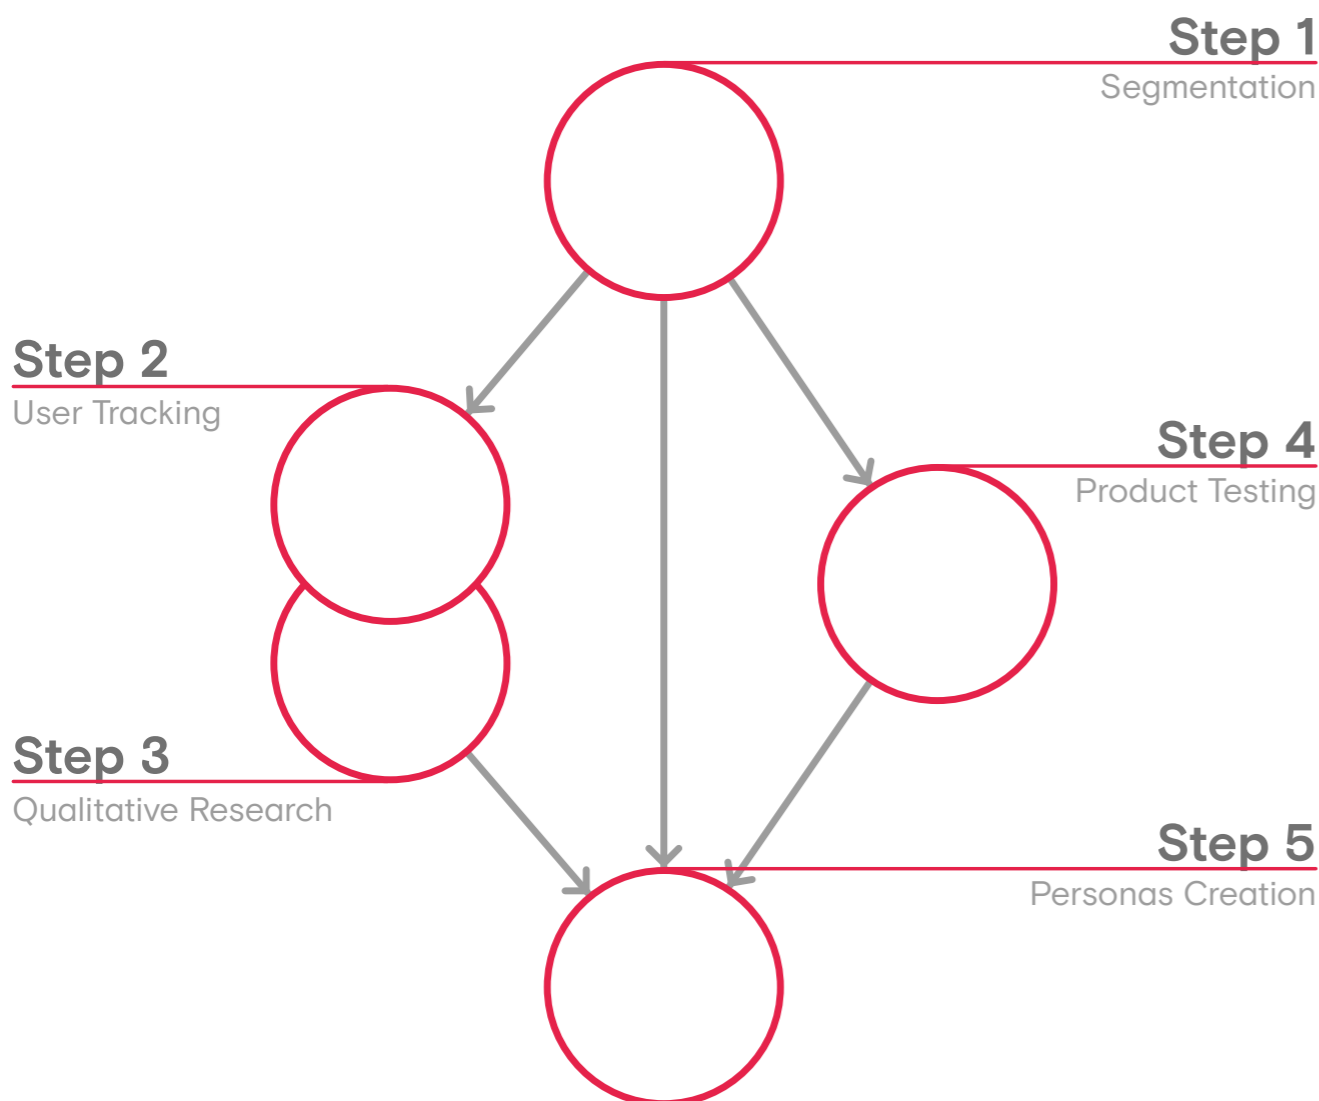 Step 1
Segmentation
Step 2
User Tracking
Step 4
Product Testing
Step 3
Qualitative Research
Step 5
Personas Creation